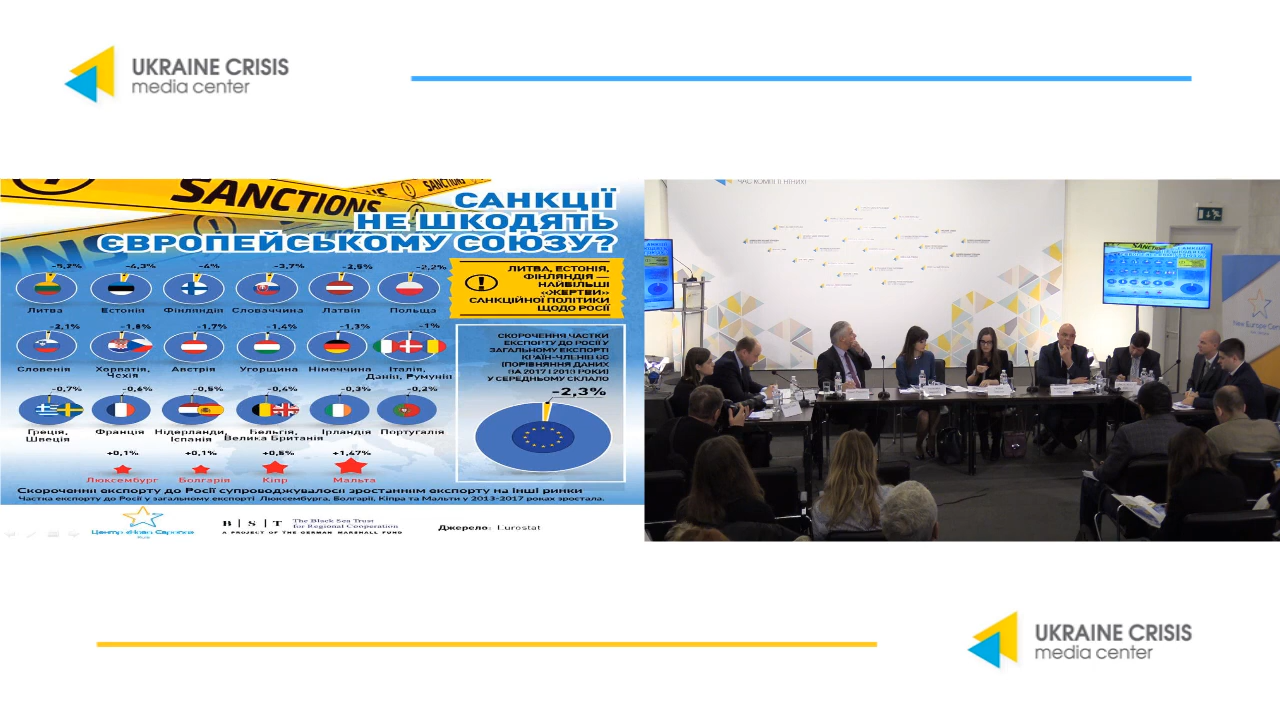 UKRAINE CRISIS
media center
SANCTIONS
SANCTIONS
САНКЦІЇ
НЕ ШКОДЯТЬ
ЄВРОПЕЙСЬКОМУ СОЮЗУ?
-5,2% -4,3% -4% -3,7% -2,5% -2,2%
Литва Естонія Фінляндія Словаччина Латвія Польща
ЛИТВА, ЕСТОНІЯ,
ФІНЛЯНДІЯ —
НАЙБІЛЬШІ
«ЖЕРТВИ»
САНКЦІЙНОЇ ПОЛІТИКИ
ЩОДО РОСІЇ
-2,1% -1,8% -1,7% -1,4% -1,3% -1%
Словенія Хорватія, Чехія Австрія Угорщина Німеччина Італія, Данія, Румунія
СКОРОЧЕННЯ ЧАСТКИ
ЕКСПОРТУ ДО РОСІЇ У
ЗАГАЛЬНОМУ ЕКСПОРТІ
КРАЇН-ЧЛЕНІВ ЄС
(ПОРІВНЯННЯ ДАНИХ
ЗА 2017 І 2013 РОКИ)
У СЕРЕДНЬОМУ СКЛАЛО
-2,3%
-0,7% -0,6% -0,5% -0,4% -0,3% -0,2%
Греція, Швеція Франція Нідерланди, Іспанія Бельгія, Велика Британія Ірландія Португалія
+0,1% +0,1% +0,5% +1,47%
Люксембург Болгарія Кіпр Мальта
Скорочення експорту до Росії супроводжувалося зростанням експорту на інші ринки
Частка експорту до Росії у загальному експорті Люксембурга, Болгарії, Кіпра та Мальти у 2013-2017 роках зростала.
Центр «Нова Європа»
B | S | T The Black Sea Trust
for Regional Cooperation
A PROJECT OF THE GERMAN MARSHALL FUND
Джерело: Eurostat
New Europe Center
UKRAINE CRISIS
media center